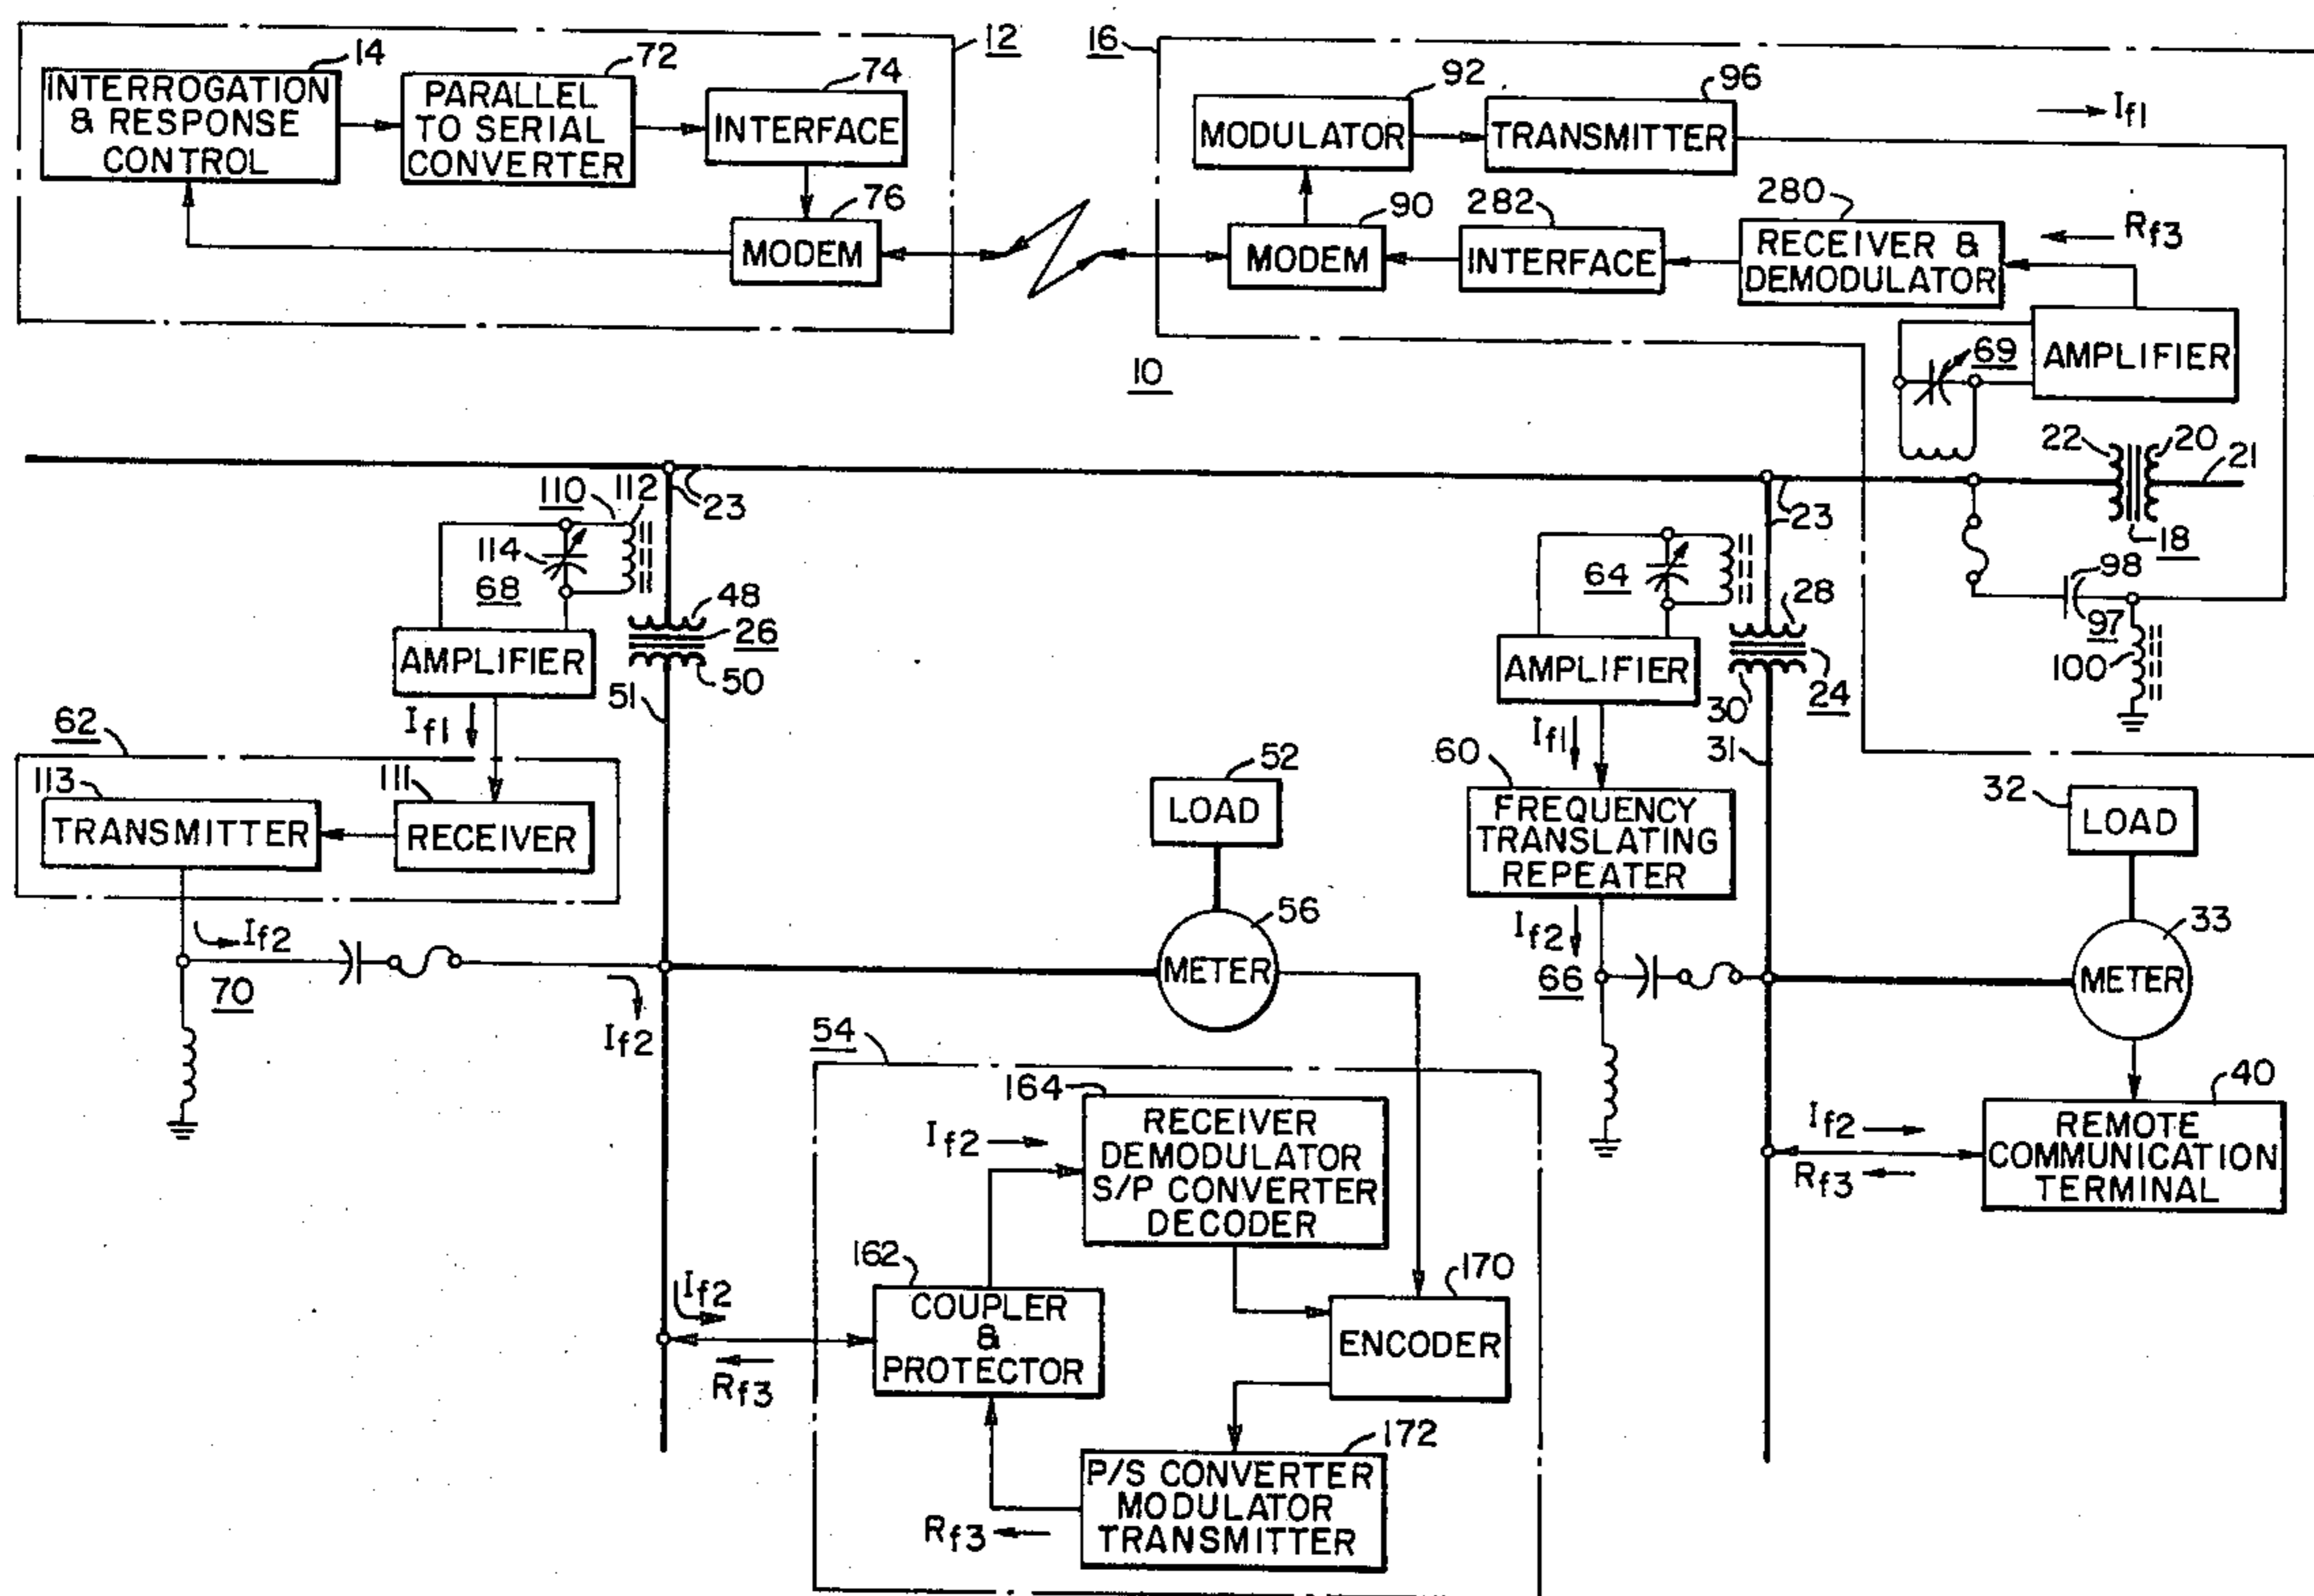 12
16
14
INTERROGATION
& RESPONSE
CONTROL
72
PARALLEL
TO SERIAL
CONVERTER
74
INTERFACE
76
MODEM
92
MODULATOR
96
TRANSMITTER
If1
90
MODEM
282
INTERFACE
280
RECEIVER &
DEMODULATOR
Rf3
69
AMPLIFIER
10
22
20
21
18
98
97
100
23
23
110
112
114
68
AMPLIFIER
48
26
50
51
If1
62
113
TRANSMITTER
111
RECEIVER
If2
70
If2
64
AMPLIFIER
28
24
30
31
If1
60
FREQUENCY
TRANSLATING
REPEATER
If2
66
52
LOAD
56
METER
32
LOAD
33
METER
40
REMOTE
COMMUNICATION
TERMINAL
If2
Rf3
54
164
RECEIVER
DEMODULATOR
S/P CONVERTER
DECODER
If2
162
COUPLER
&
PROTECTOR
If2
Rf3
170
ENCODER
172
P/S CONVERTER
MODULATOR
TRANSMITTER
Rf3